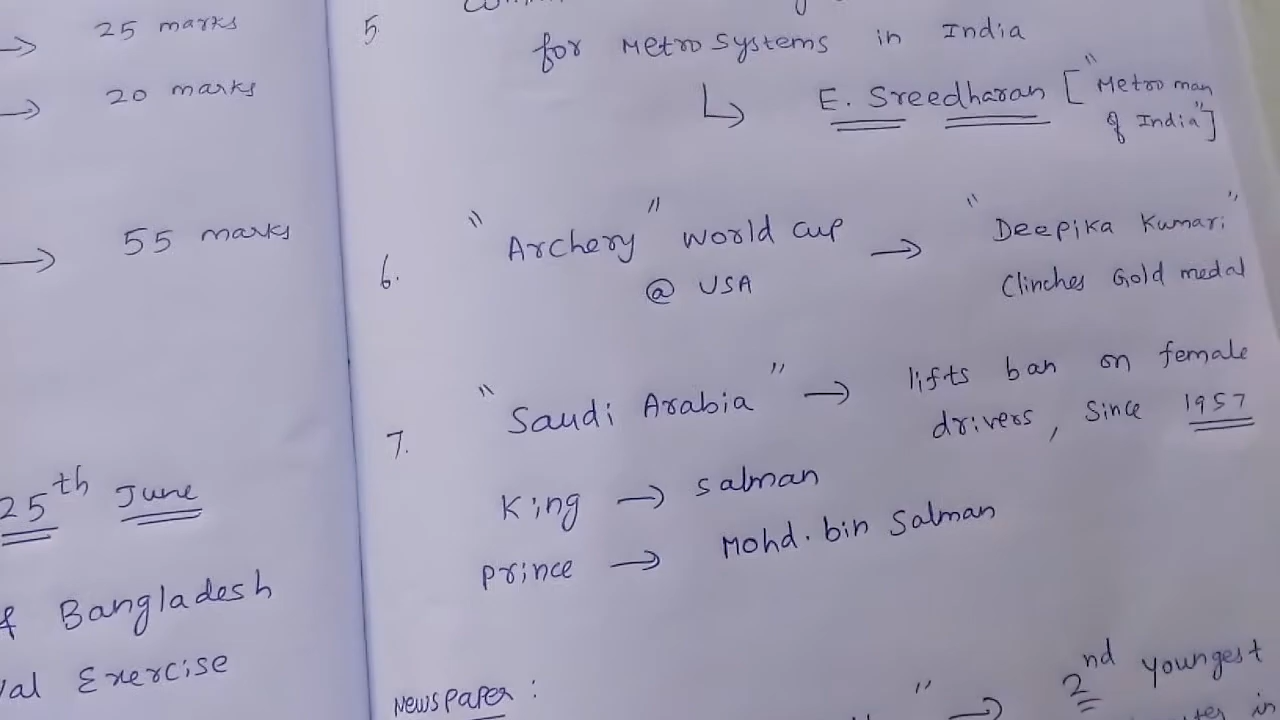 → 25 marks
→ 20 marks
→ 55 marks
25th June
Bangladesh
Exercise
5
for Metro Systems in India
↳ E. Sreedharan ["Metro man
of India"]
6. "Archery" World Cup → "Deepika Kumari"
@ USA Clinches Gold medal
7. "Saudi Arabia" → lifts ban on female
drivers, since 1957
King → Salman
Prince → Mohd. bin Salman
Newspaper :
" → 2nd youngest
in